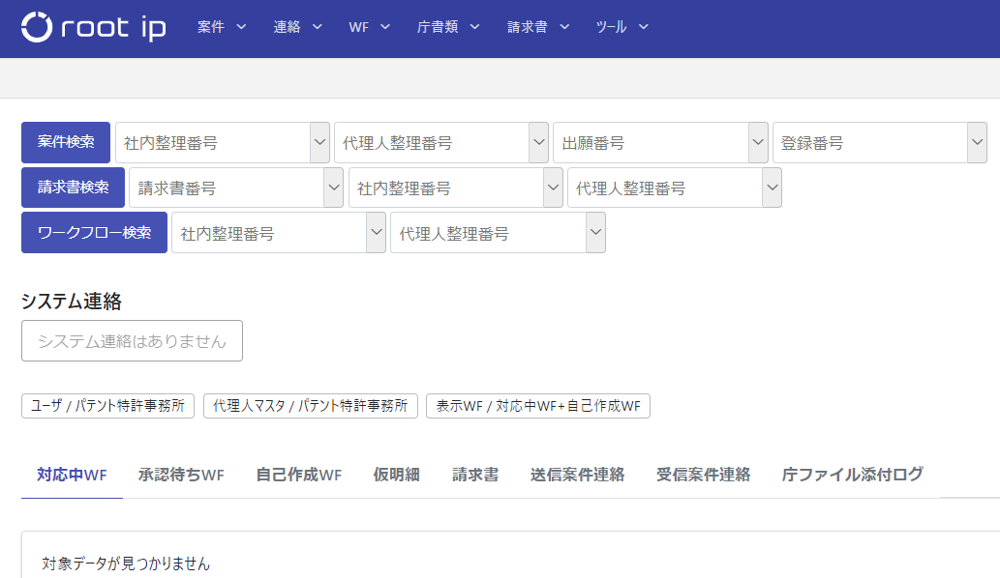 root ip 案件 連絡 WF 庁書類 請求書 ツール
案件検索 社内整理番号 代理人整理番号 出願番号 登録番号
請求書検索 請求書番号 社内整理番号 代理人整理番号
ワークフロー検索 社内整理番号 代理人整理番号
システム連絡
システム連絡はありません
ユーザ / パテント特許事務所 代理人マスタ / パテント特許事務所 表示WF / 対応中WF+自己作成WF
対応中WF 承認待ちWF 自己作成WF 仮明細 請求書 送信案件連絡 受信案件連絡 庁ファイル添付ログ
対象データが見つかりません